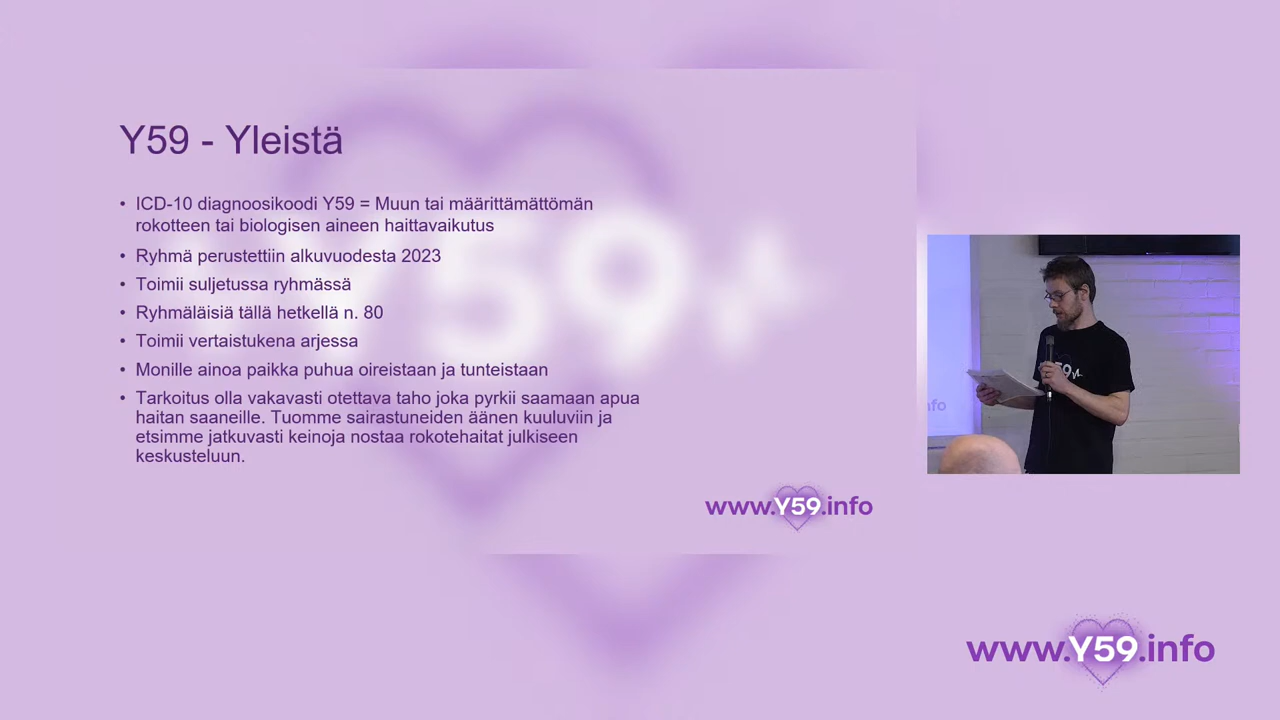 Y59 - Yleistä
• ICD-10 diagnoosikoodi Y59 = Muun tai määrittämättömän
rokotteen tai biologisen aineen haittavaikutus
• Ryhmä perustettiin alkuvuodesta 2023
• Toimii suljetussa ryhmässä
• Ryhmäläisiä tällä hetkellä n. 80
• Toimii vertaistukena arjessa
• Monille ainoa paikka puhua oireistaan ja tunteistaan
• Tarkoitus olla vakavasti otettava taho joka pyrkii saamaan apua
haitan saaneille. Tuomme sairastuneiden äänen kuuluviin ja
etsimme jatkuvasti keinoja nostaa rokotehaitat julkiseen
keskusteluun.
www.Y59.info
59
nfo
www.Y59.info